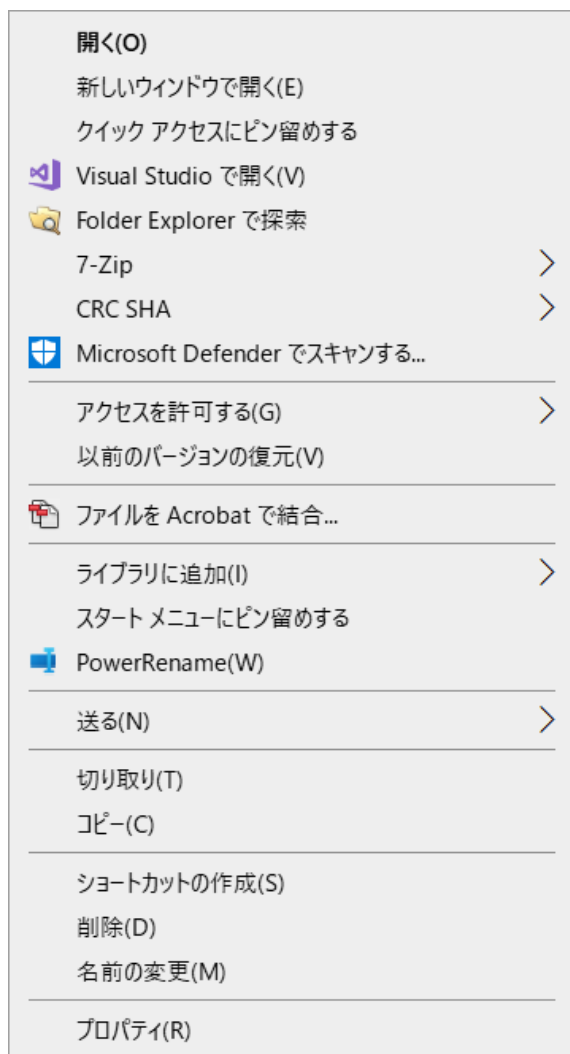 開く(O)
新しいウィンドウで開く(E)
クイック アクセスにピン留めする
Visual Studio で開く(V)
Folder Explorer で探索
7-Zip
CRC SHA
Microsoft Defender でスキャンする...
アクセスを許可する(G)
以前のバージョンの復元(V)
ファイルを Acrobat で結合...
ライブラリに追加(I)
スタート メニューにピン留めする
PowerRename(W)
送る(N)
切り取り(T)
コピー(C)
ショートカットの作成(S)
削除(D)
名前の変更(M)
プロパティ(R)